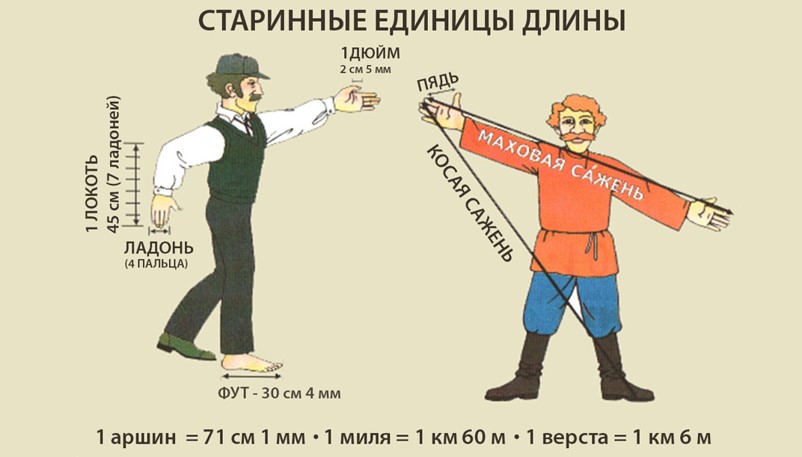 СТАРИННЫЕ ЕДИНИЦЫ ДЛИНЫ
1ДЮЙМ
2 см 5 мм
1 ЛОКОТЬ
45 см (7 ладоней)
ЛАДОНЬ
(4 ПАЛЬЦА)
ФУТ - 30 см 4 мм
ПЯДЬ
МАХОВАЯ СА́ЖЕНЬ
КОСАЯ САЖЕНЬ
1 аршин = 71 см 1 мм • 1 миля = 1 км 60 м • 1 верста = 1 км 6 м